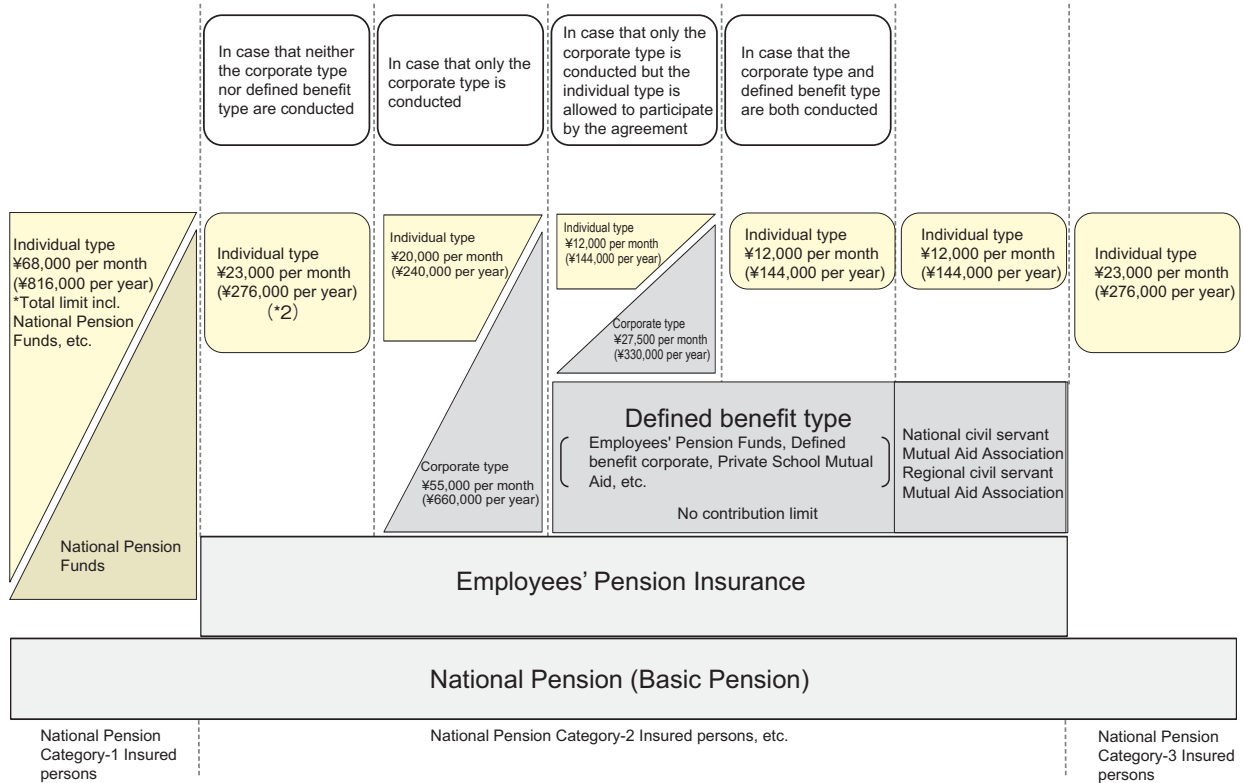 In case that neither
the corporate type
nor defined benefit
type are conducted
In case that only the
corporate type is
conducted
In case that only the
corporate type is
conducted but the
individual type is
allowed to participate
by the agreement
In case that the
corporate type and
defined benefit type
are both conducted
Individual type
¥68,000 per month
(¥816,000 per year)
*Total limit incl.
National Pension
Funds, etc.
National Pension
Funds
Individual type
¥23,000 per month
(¥276,000 per year)
(*2)
Individual type
¥20,000 per month
(¥240,000 per year)
Corporate type
¥55,000 per month
(¥660,000 per year)
Individual type
¥12,000 per month
(¥144,000 per year)
Corporate type
¥27,500 per month
(¥330,000 per year)
Individual type
¥12,000 per month
(¥144,000 per year)
Individual type
¥12,000 per month
(¥144,000 per year)
Individual type
¥23,000 per month
(¥276,000 per year)
Defined benefit type
Employees' Pension Funds, Defined
benefit corporate, Private School Mutual
Aid, etc.
No contribution limit
National civil servant
Mutual Aid Association
Regional civil servant
Mutual Aid Association
Employees’ Pension Insurance
National Pension (Basic Pension)
National Pension
Category-1 Insured
persons
National Pension Category-2 Insured persons, etc.
National Pension
Category-3 Insured
persons